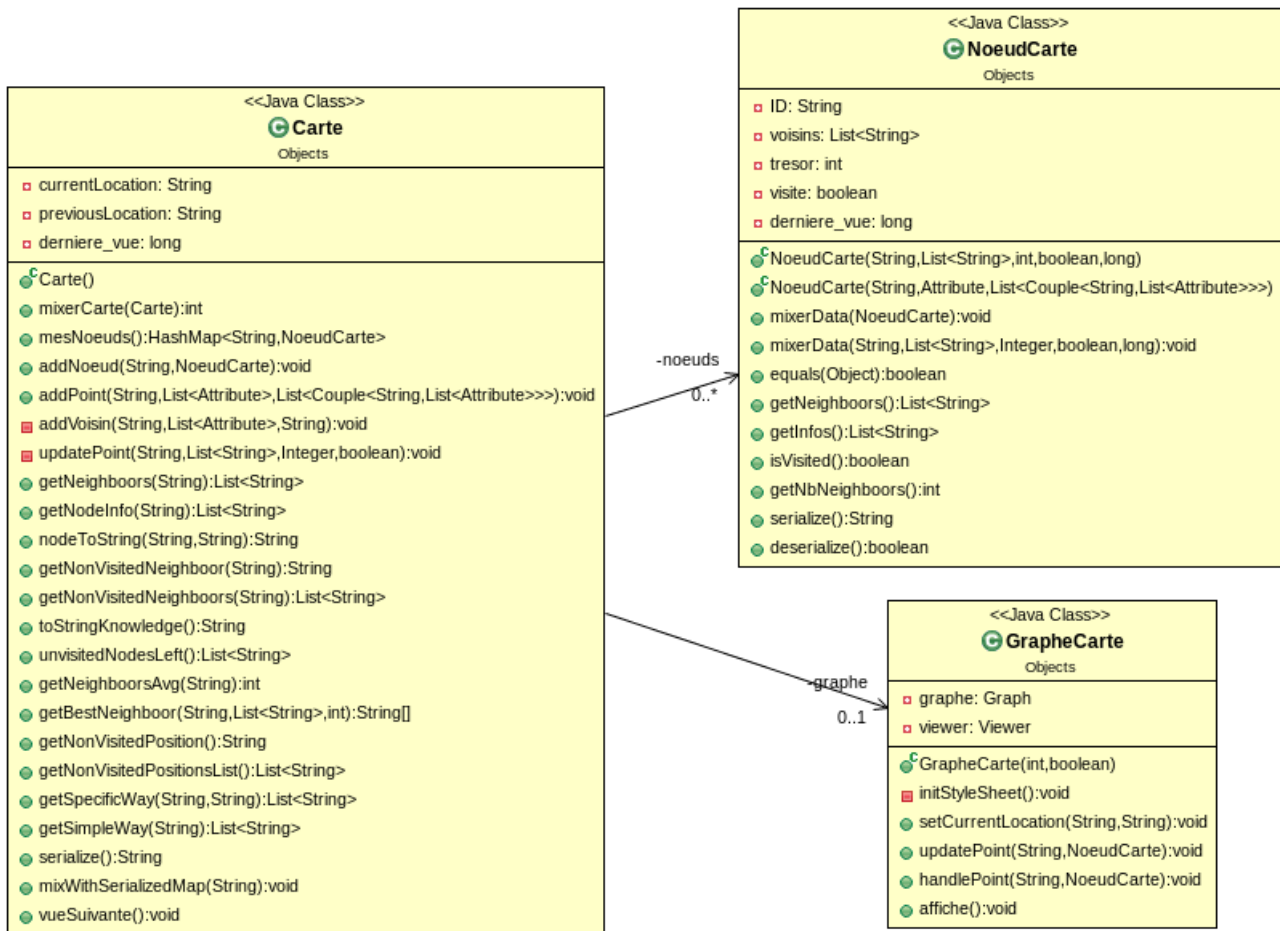 <<Java Class>>
Carte
Objects
currentLocation: String
previousLocation: String
derniere_vue: long
Carte()
mixerCarte(Carte):int
mesNoeuds():HashMap<String,NoeudCarte>
addNoeud(String,NoeudCarte):void
addPoint(String,List<Attribute>,List<Couple<String,List<Attribute>>>):void
addVoisin(String,List<Attribute>,String):void
updatePoint(String,List<String>,Integer,boolean):void
getNeighboors(String):List<String>
getNodeInfo(String):List<String>
nodeToString(String,String):String
getNonVisitedNeighboor(String):String
getNonVisitedNeighboors(String):List<String>
toStringKnowledge():String
unvisitedNodesLeft():List<String>
getNeighboorsAvg(String):int
getBestNeighboor(String,List<String>,int):String[]
getNonVisitedPosition():String
getNonVisitedPositionsList():List<String>
getSpecificWay(String,String):List<String>
getSimpleWay(String):List<String>
serialize():String
mixWithSerializedMap(String):void
vueSuivante():void
-noeuds
0..*
-graphe
0..1
<<Java Class>>
NoeudCarte
Objects
ID: String
voisins: List<String>
tresor: int
visite: boolean
derniere_vue: long
NoeudCarte(String,List<String>,int,boolean,long)
NoeudCarte(String,Attribute,List<Couple<String,List<Attribute>>>)
mixerData(NoeudCarte):void
mixerData(String,List<String>,Integer,boolean,long):void
equals(Object):boolean
getNeighboors():List<String>
getInfos():List<String>
isVisited():boolean
getNbNeighboors():int
serialize():String
deserialize():boolean
<<Java Class>>
GrapheCarte
Objects
graphe: Graph
viewer: Viewer
GrapheCarte(int,boolean)
initStyleSheet():void
setCurrentLocation(String,String):void
updatePoint(String,NoeudCarte):void
handlePoint(String,NoeudCarte):void
affiche():void